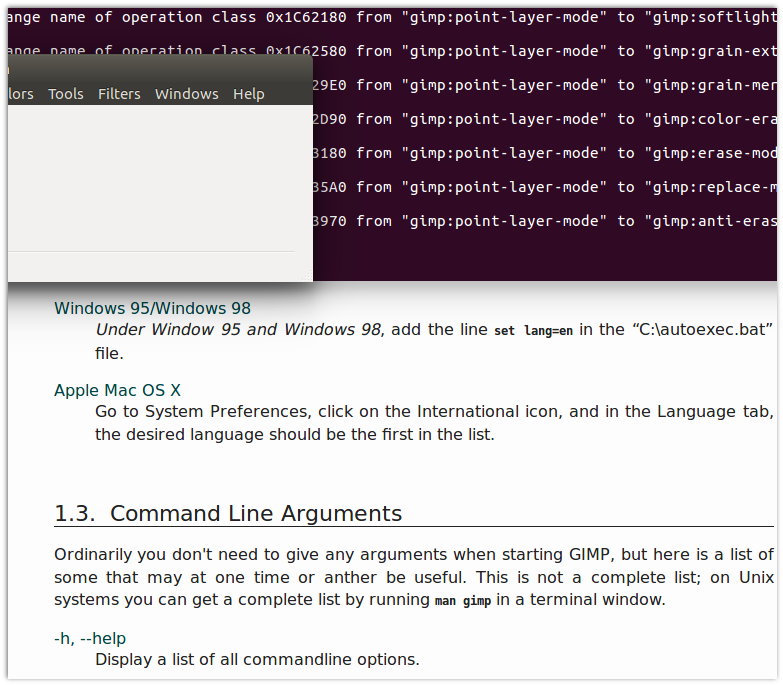 ange name of operation class 0x1C62180 from "gimp:point-layer-mode" to "gimp:softlight
ange name of operation class 0x1C62580 from "gimp:point-layer-mode" to "gimp:grain-ext
29E0 from "gimp:point-layer-mode" to "gimp:grain-mer
lors Tools Filters Windows Help
2D90 from "gimp:point-layer-mode" to "gimp:color-era
3180 from "gimp:point-layer-mode" to "gimp:erase-mod
35A0 from "gimp:point-layer-mode" to "gimp:replace-m
3970 from "gimp:point-layer-mode" to "gimp:anti-eras
Windows 95/Windows 98
Under Window 95 and Windows 98, add the line set lang=en in the “C:\autoexec.bat”
file.
Apple Mac OS X
Go to System Preferences, click on the International icon, and in the Language tab,
the desired language should be the first in the list.
1.3. Command Line Arguments
Ordinarily you don't need to give any arguments when starting GIMP, but here is a list of
some that may at one time or anther be useful. This is not a complete list; on Unix
systems you can get a complete list by running man gimp in a terminal window.
-h, --help
Display a list of all commandline options.